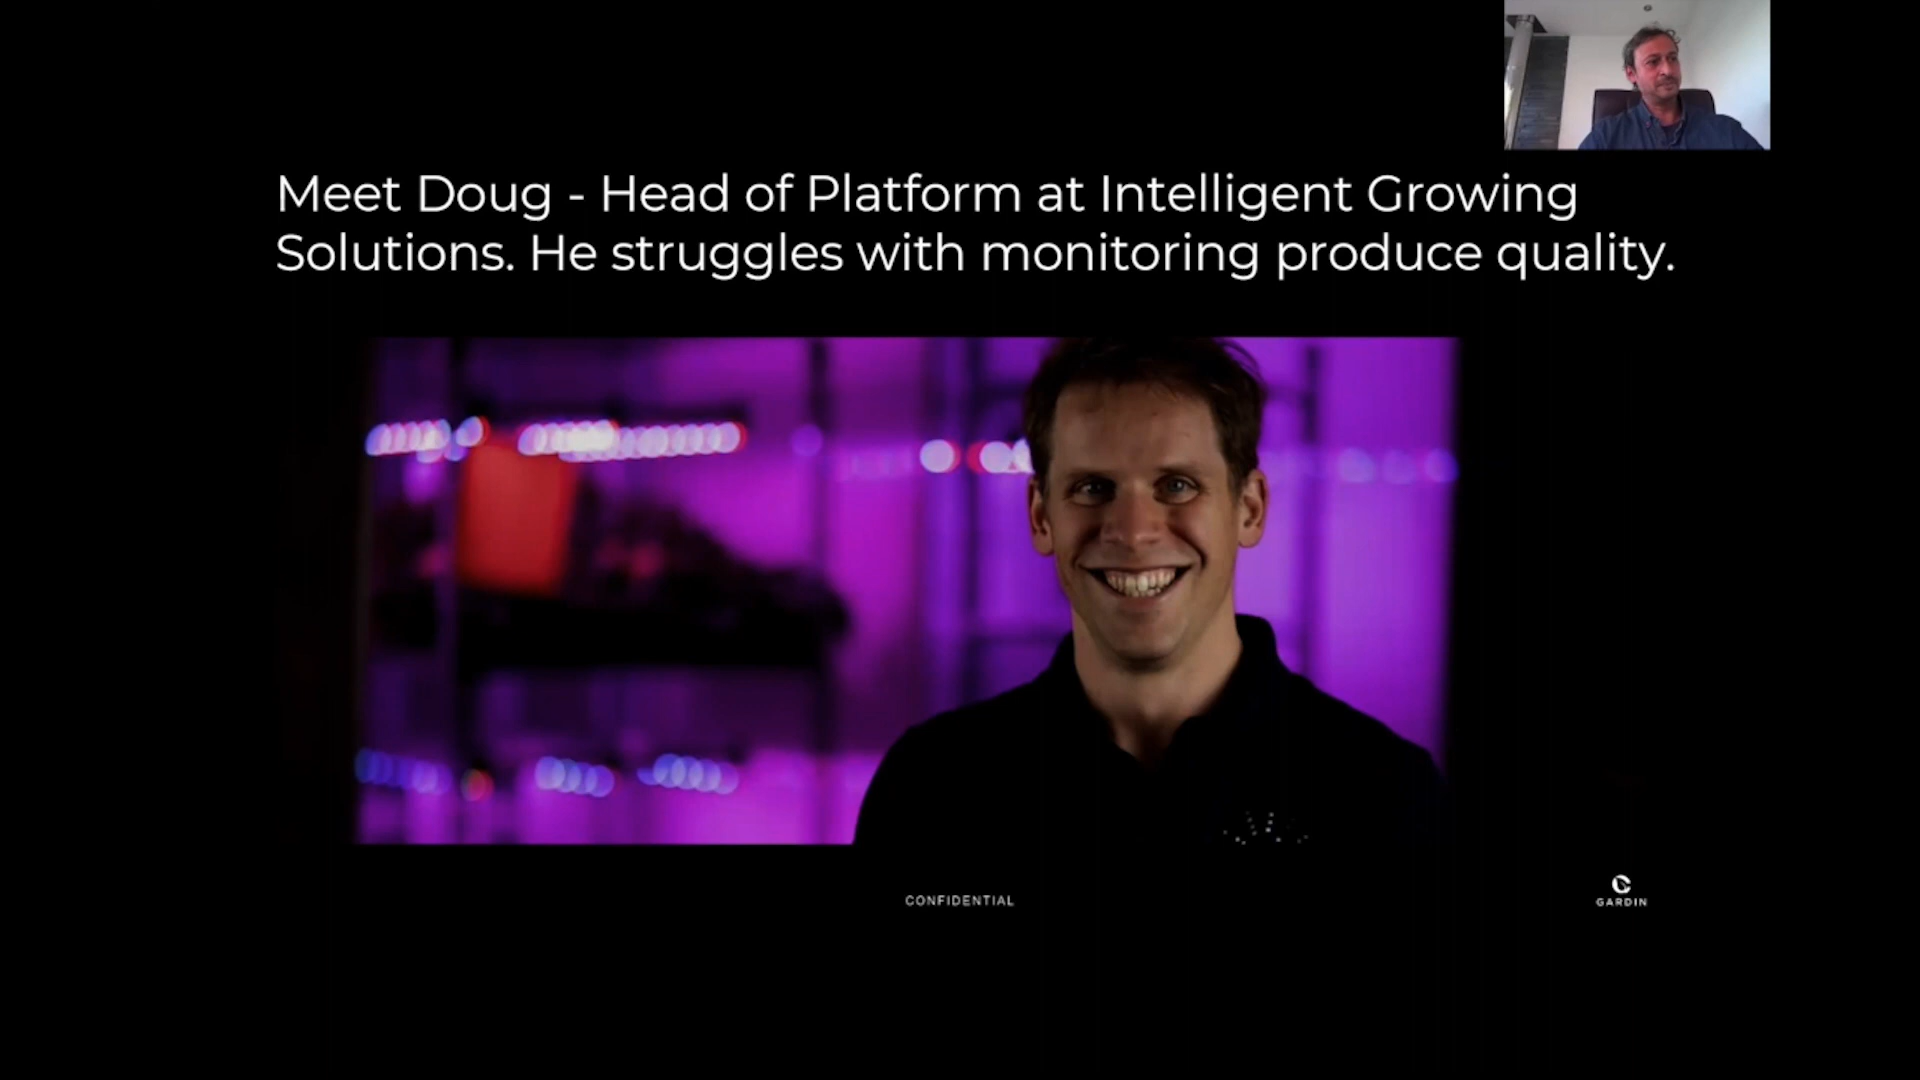 Meet Doug - Head of Platform at Intelligent Growing
Solutions. He struggles with monitoring produce quality.
CONFIDENTIAL
GARDIN